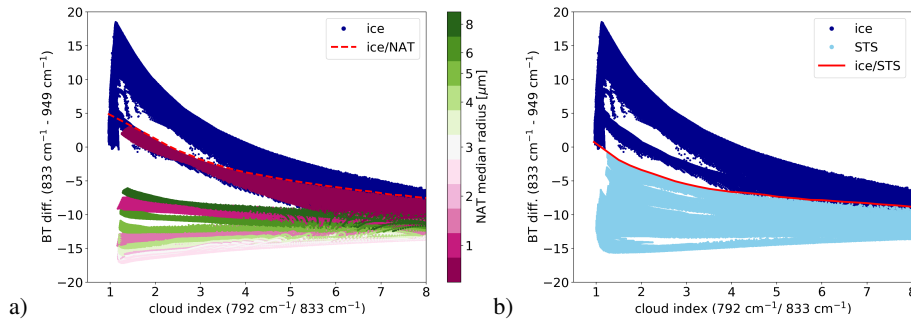 ice
ice/NAT
BT diff. (833 cm⁻¹ - 949 cm⁻¹)
20
15
10
5
0
−5
−10
−15
−20
1 2 3 4 5 6 7 8
cloud index (792 cm⁻¹/ 833 cm⁻¹)
a)
8
6
5
4
3
2
1
NAT median radius [μm]
ice
STS
ice/STS
BT diff. (833 cm⁻¹ - 949 cm⁻¹)
20
15
10
5
0
−5
−10
−15
−20
1 2 3 4 5 6 7 8
cloud index (792 cm⁻¹/ 833 cm⁻¹)
b)